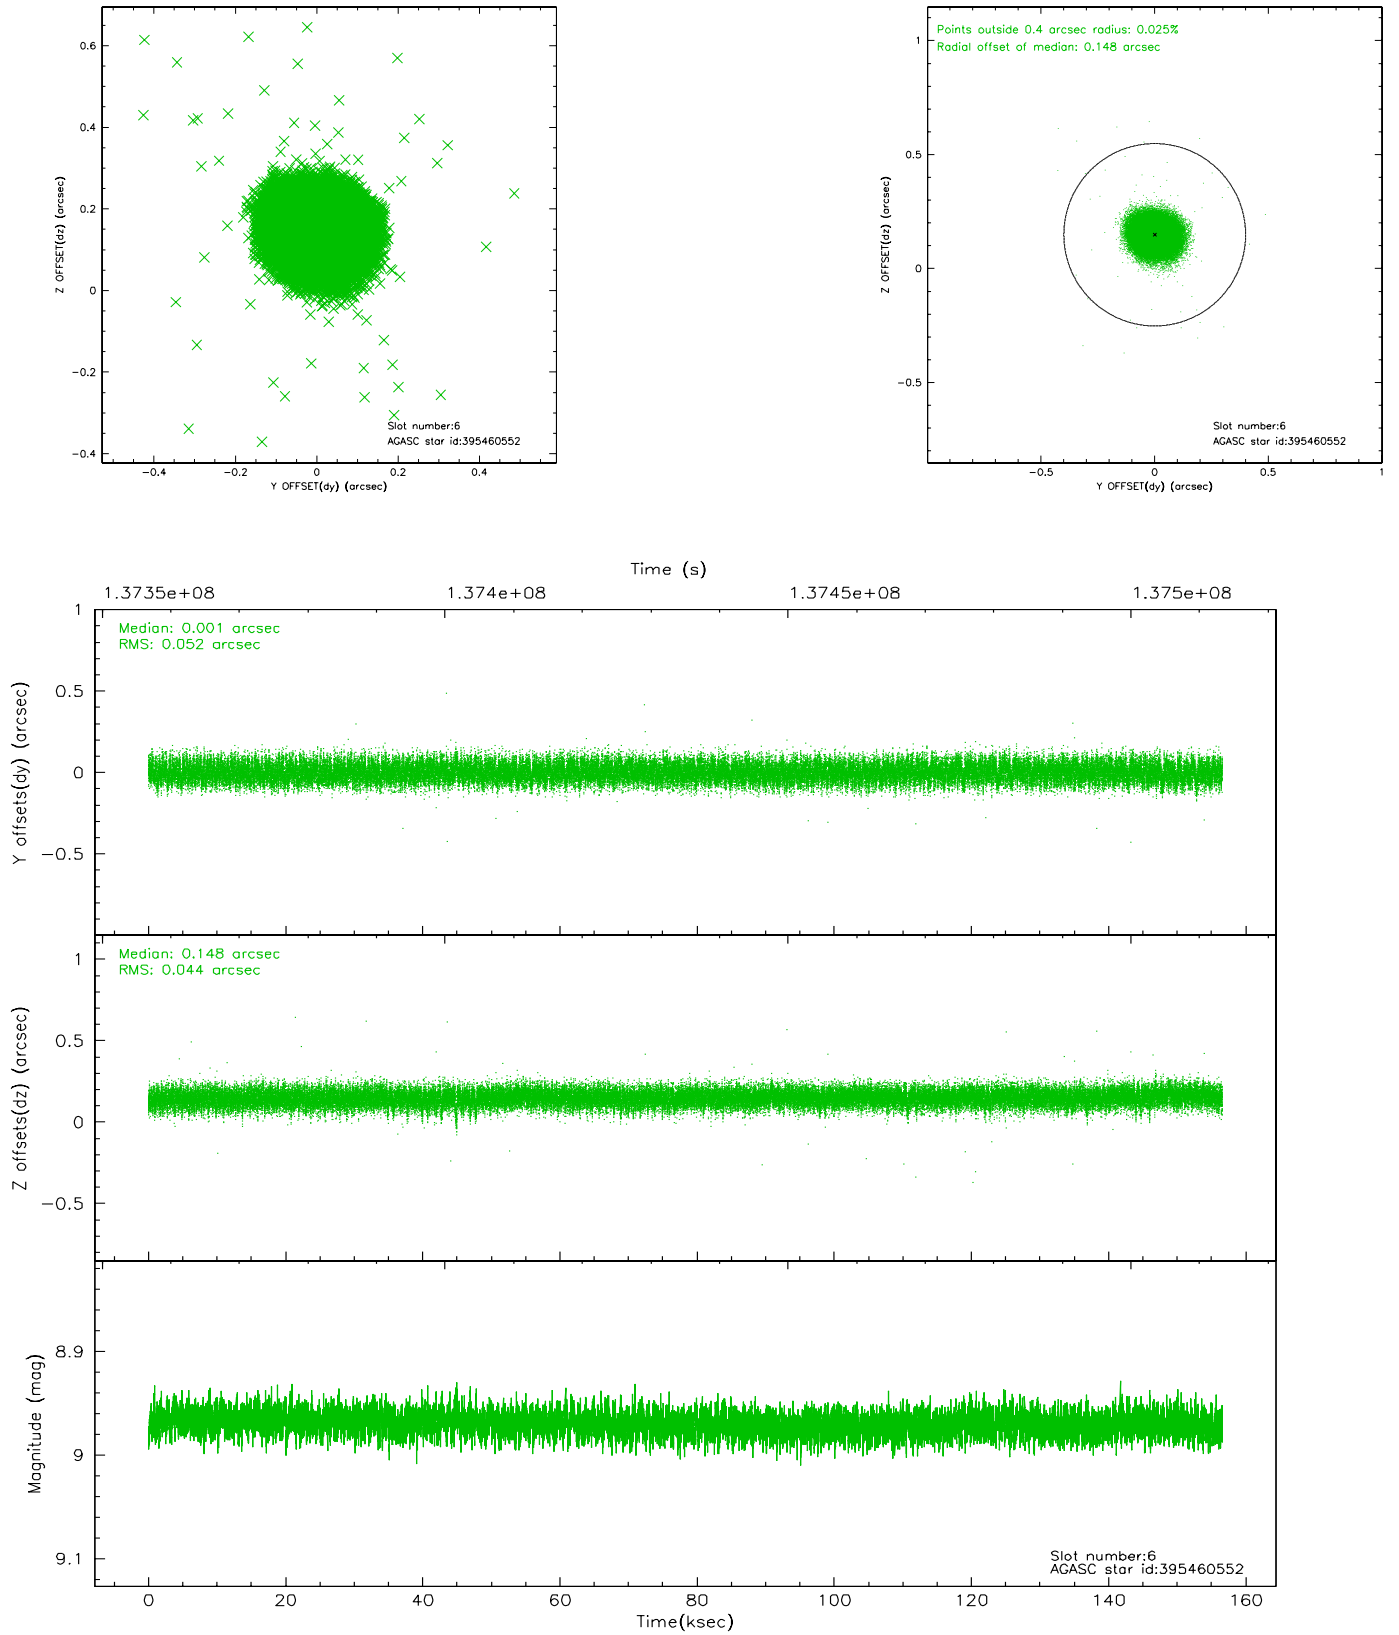 0.6
0.4
0.2
0
−0.2
−0.4
Z OFFSET(dz) (arcsec)
−0.4 −0.2 0 0.2 0.4
Y OFFSET(dy) (arcsec)
Slot number:6
AGASC star id:395460552
Points outside 0.4 arcsec radius: 0.025%
Radial offset of median: 0.148 arcsec
1
0.5
0
−0.5
Z OFFSET(dz) (arcsec)
−0.5 0 0.5 1
Y OFFSET(dy) (arcsec)
Slot number:6
AGASC star id:395460552
Time (s)
1.3735e+08 1.374e+08 1.3745e+08 1.375e+08
Median: 0.001 arcsec
RMS: 0.052 arcsec
1
0.5
0
−0.5
Y offsets(dy) (arcsec)
Median: 0.148 arcsec
RMS: 0.044 arcsec
1
0.5
0
−0.5
Z offsets(dz) (arcsec)
8.9
9
9.1
Magnitude (mag)
Slot number:6
AGASC star id:395460552
0 20 40 60 80 100 120 140 160
Time(ksec)